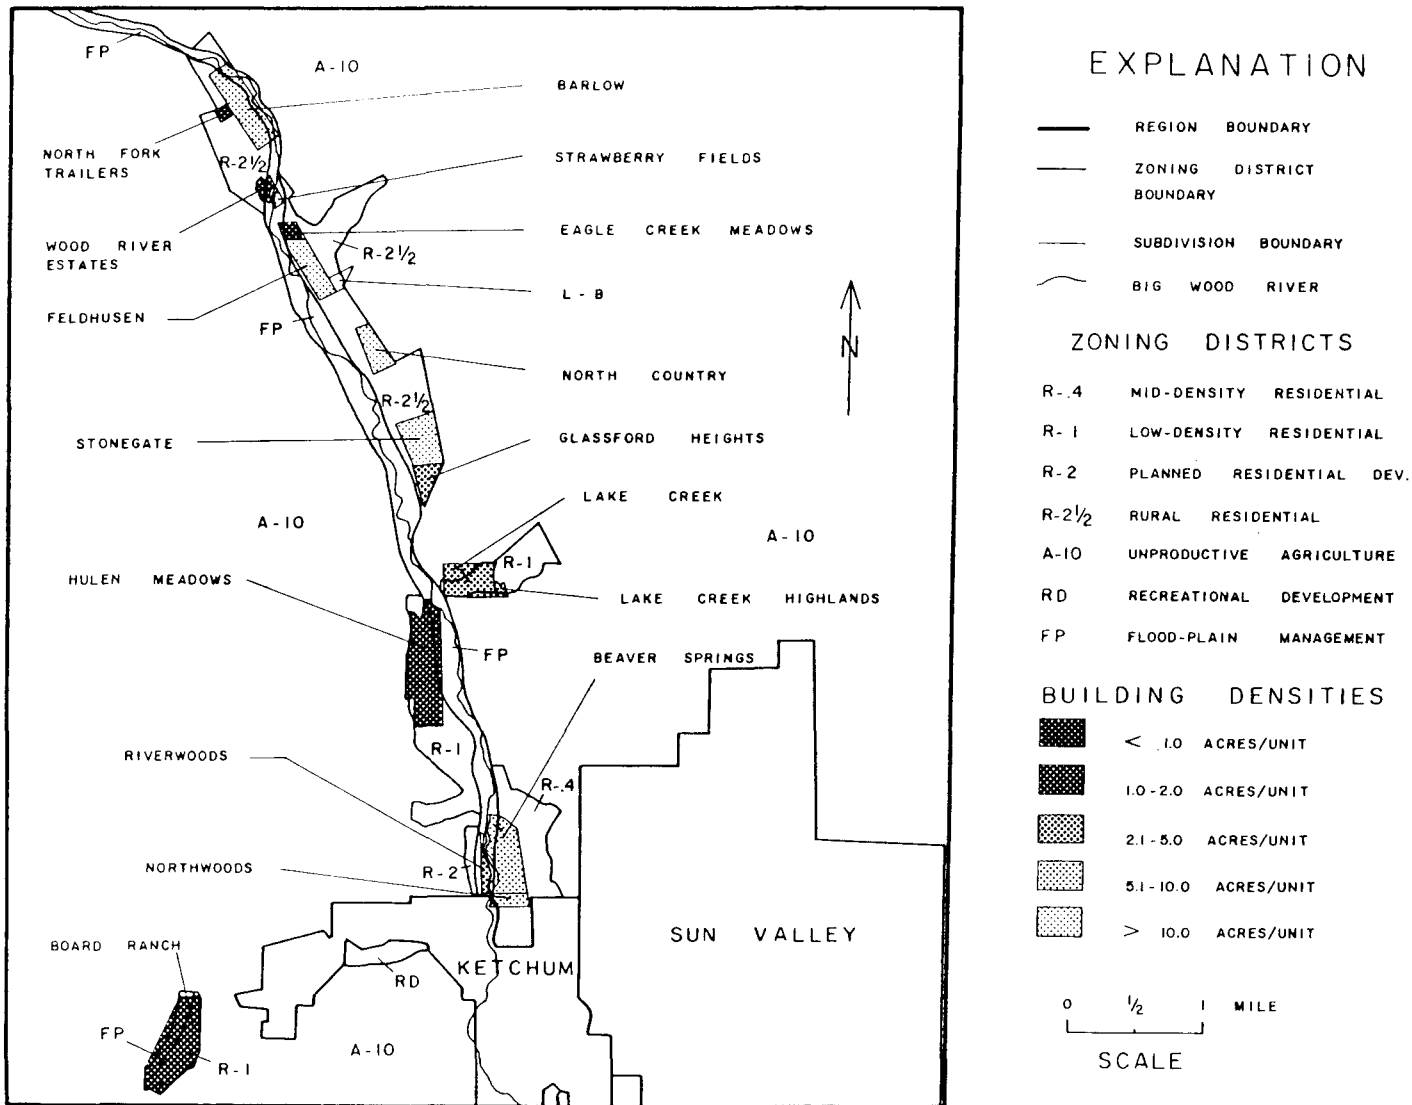 FP
A-10
BARLOW
NORTH FORK
TRAILERS
R-2½
STRAWBERRY FIELDS
WOOD RIVER
ESTATES
EAGLE CREEK MEADOWS
R-2½
L-B
FELDHUSEN
FP
NORTH COUNTRY
R-2½
STONEGATE
GLASSFORD HEIGHTS
LAKE CREEK
A-10
A-10
R-1
HULEN MEADOWS
LAKE CREEK HIGHLANDS
FP
BEAVER SPRINGS
R-1
RIVERWOODS
R-.4
NORTHWOODS
R-2
SUN VALLEY
BOARD RANCH
KETCHUM
RD
FP
R-1
A-10
N
EXPLANATION
REGION BOUNDARY
ZONING DISTRICT
BOUNDARY
SUBDIVISION BOUNDARY
BIG WOOD RIVER
ZONING DISTRICTS
R-.4 MID-DENSITY RESIDENTIAL
R-1 LOW-DENSITY RESIDENTIAL
R-2 PLANNED RESIDENTIAL DEV.
R-2½ RURAL RESIDENTIAL
A-10 UNPRODUCTIVE AGRICULTURE
RD RECREATIONAL DEVELOPMENT
FP FLOOD-PLAIN MANAGEMENT
BUILDING DENSITIES
< 1.0 ACRES/UNIT
1.0-2.0 ACRES/UNIT
2.1-5.0 ACRES/UNIT
5.1-10.0 ACRES/UNIT
> 10.0 ACRES/UNIT
0 ½ 1 MILE
SCALE